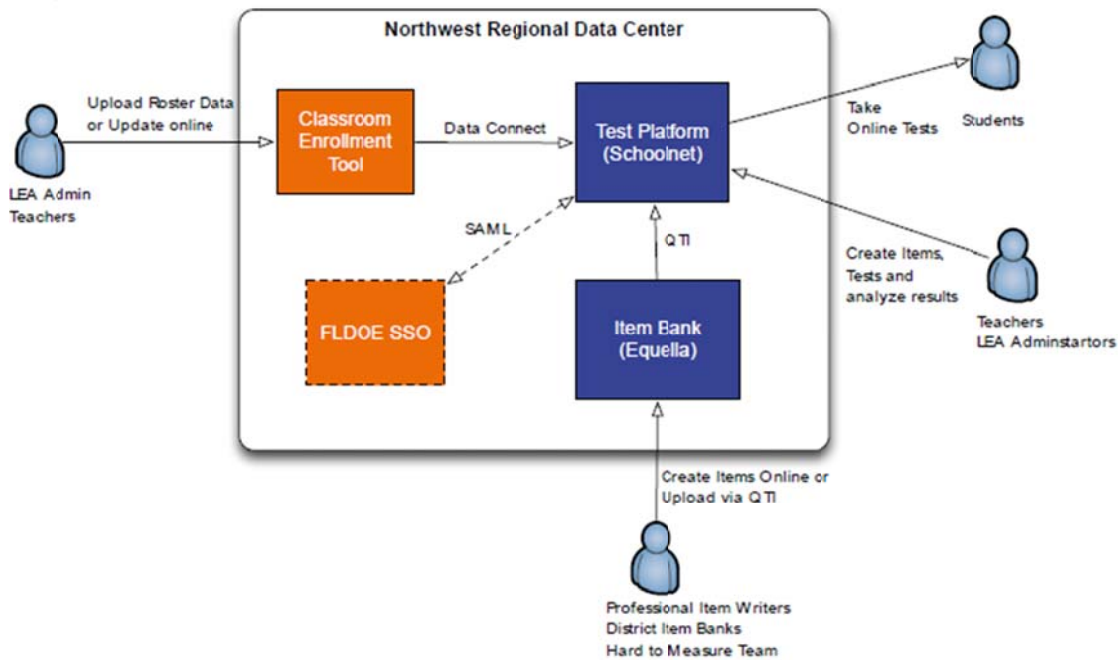 Northwest Regional Data Center
Upload Roster Data
or Update online
LEA Admin
Teachers
Classroom
Enrollment
Tool
Data Connect
Test Platform
(Schoolnet)
Take
Online Tests
Students
SAML
QTI
FLDOE SSO
Item Bank
(Equella)
Create Items,
Tests and
analyze results
Teachers
LEA Adminstartors
Create Items Online or
Upload via QTI
Professional Item Writers
District Item Banks
Hard to Measure Team